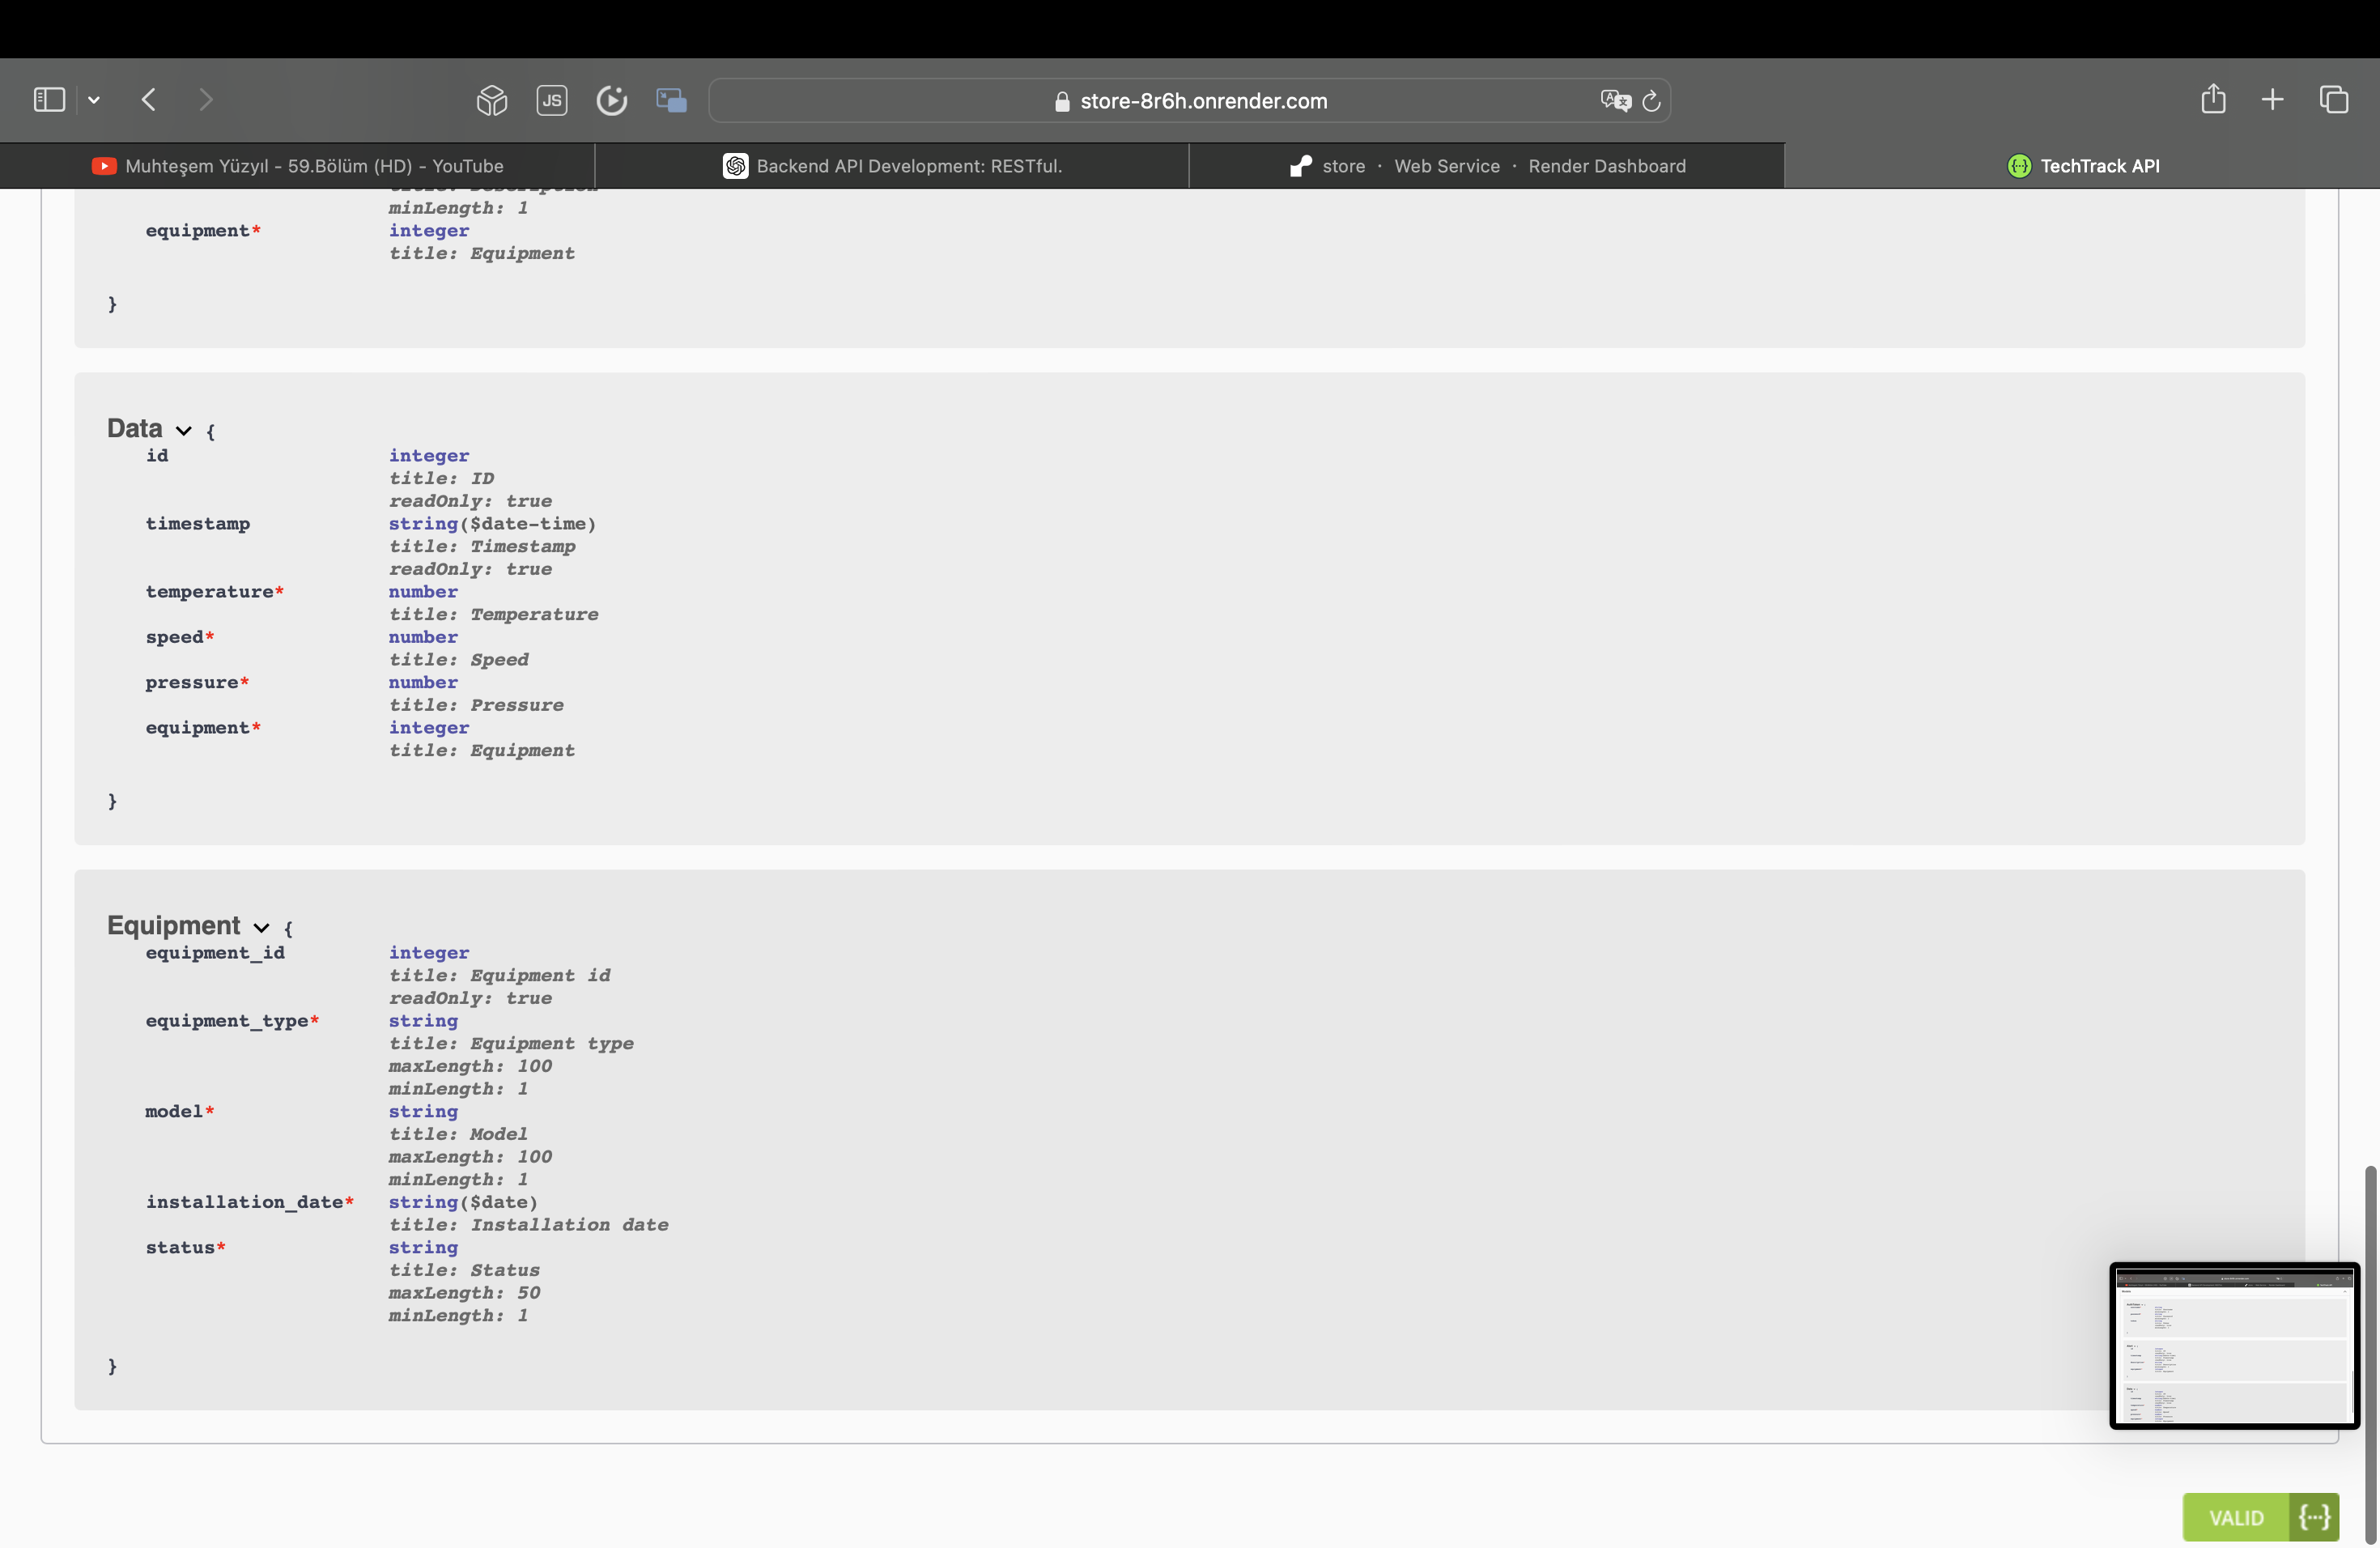 store-8r6h.onrender.com
JS
Muhteşem Yüzyıl - 59.Bölüm (HD) - YouTube
Backend API Development: RESTful.
store · Web Service · Render Dashboard
TechTrack API
title: Description
minLength: 1
equipment* integer
title: Equipment
}
Data {
id integer
title: ID
readOnly: true
timestamp string($date-time)
title: Timestamp
readOnly: true
temperature* number
title: Temperature
speed* number
title: Speed
pressure* number
title: Pressure
equipment* integer
title: Equipment
}
Equipment {
equipment_id integer
title: Equipment id
readOnly: true
equipment_type* string
title: Equipment type
maxLength: 100
minLength: 1
model* string
title: Model
maxLength: 100
minLength: 1
installation_date* string($date)
title: Installation date
status* string
title: Status
maxLength: 50
minLength: 1
}
VALID {...}